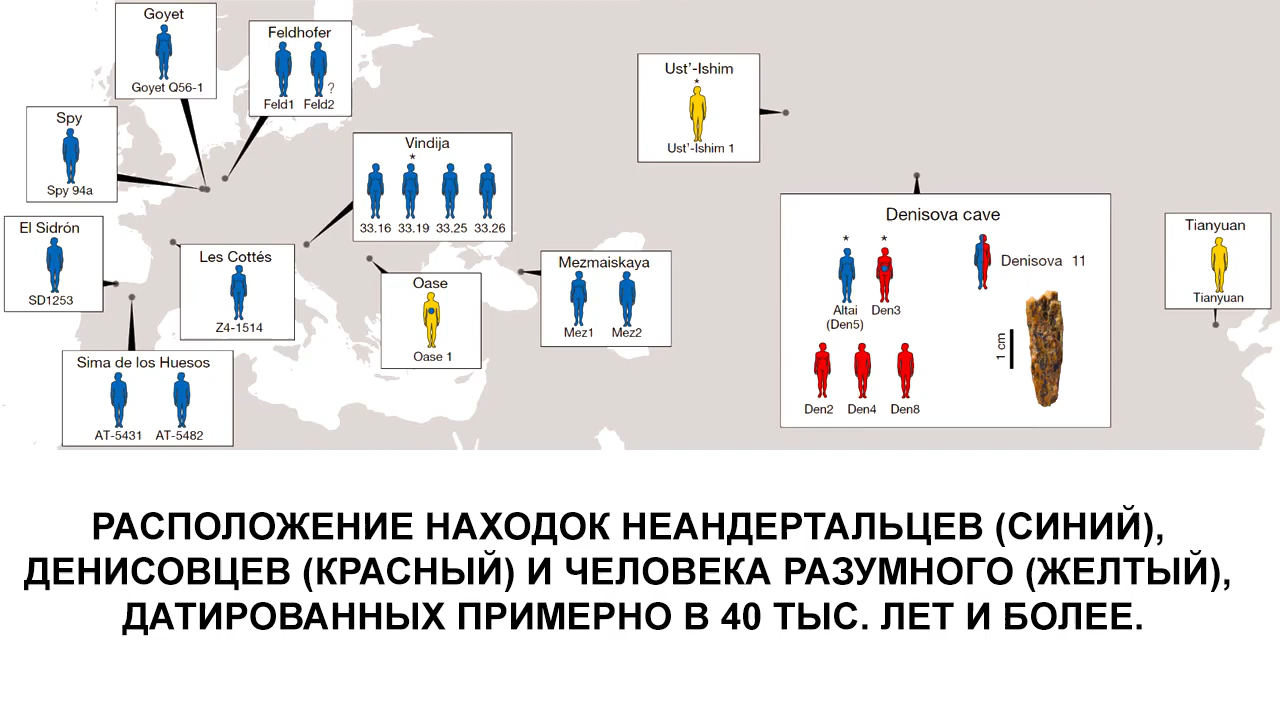 Goyet
Goyet Q56-1
Feldhofer
?
Feld1 Feld2
Spy
Spy 94a
Vindija
*
33.16 33.19 33.25 33.26
Ust'-Ishim
*
Ust'-Ishim 1
El Sidrón
SD1253
Les Cottés
Z4-1514
Oase
Oase 1
Mezmaiskaya
Mez1 Mez2
Sima de los Huesos
AT-5431 AT-5482
Denisova cave
* *
Altai
(Den5)
Den3
Denisova 11
1 cm
Den2 Den4 Den8
Tianyuan
Tianyuan
РАСПОЛОЖЕНИЕ НАХОДОК НЕАНДЕРТАЛЬЦЕВ (СИНИЙ),
ДЕНИСОВЦЕВ (КРАСНЫЙ) И ЧЕЛОВЕКА РАЗУМНОГО (ЖЕЛТЫЙ),
ДАТИРОВАННЫХ ПРИМЕРНО В 40 ТЫС. ЛЕТ И БОЛЕЕ.